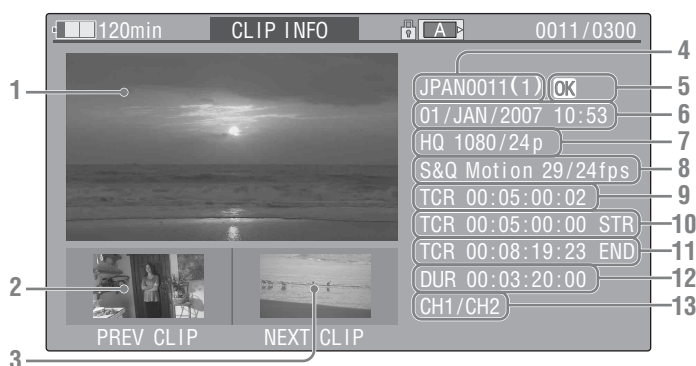 120min CLIP INFO A 0011/0300
JPAN0011(1) OK
01/JAN/2007 10:53
HQ 1080/24p
S&Q Motion 29/24fps
TCR 00:05:00:02
TCR 00:05:00:00 STR
TCR 00:08:19:23 END
DUR 00:03:20:00
CH1/CH2
PREV CLIP NEXT CLIP
1
2
3
4
5
6
7
8
9
10
11
12
13